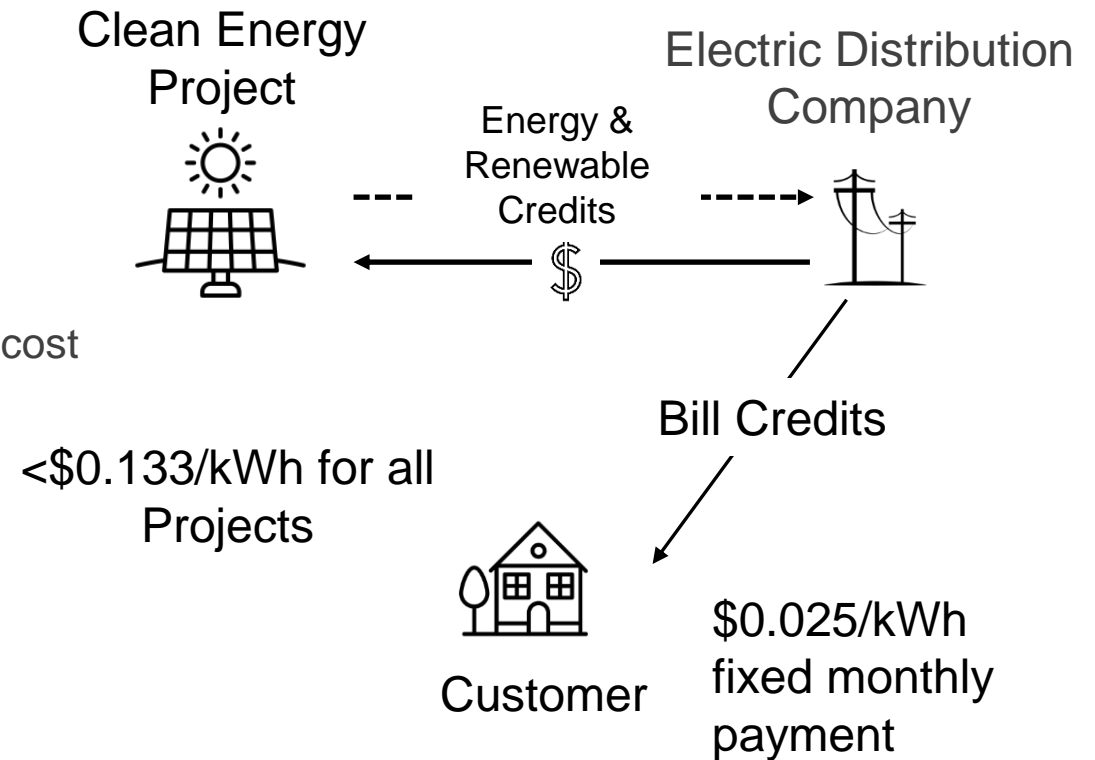 Clean Energy
Project
Electric Distribution
Company
Energy &
Renewable
Credits
$
cost
Bill Credits
<$0.133/kWh for all
Projects
Customer
$0.025/kWh
fixed monthly
payment